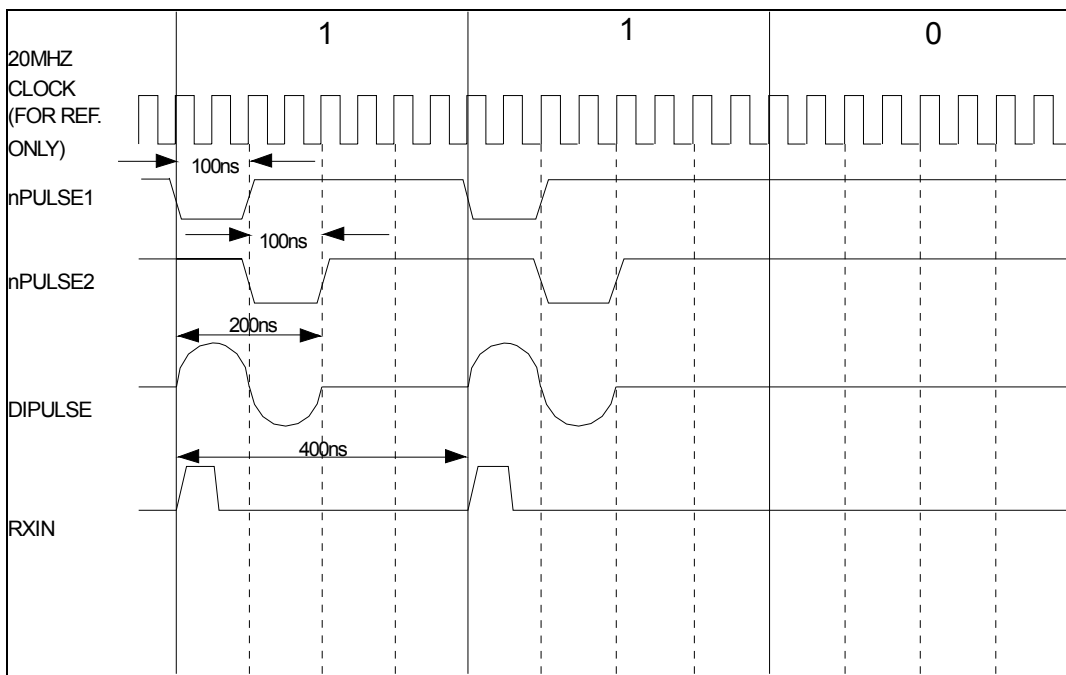 1 1 0
20MHZ
CLOCK
(FOR REF.
ONLY)
100ns
nPULSE1
100ns
nPULSE2
200ns
DIPULSE
400ns
RXIN